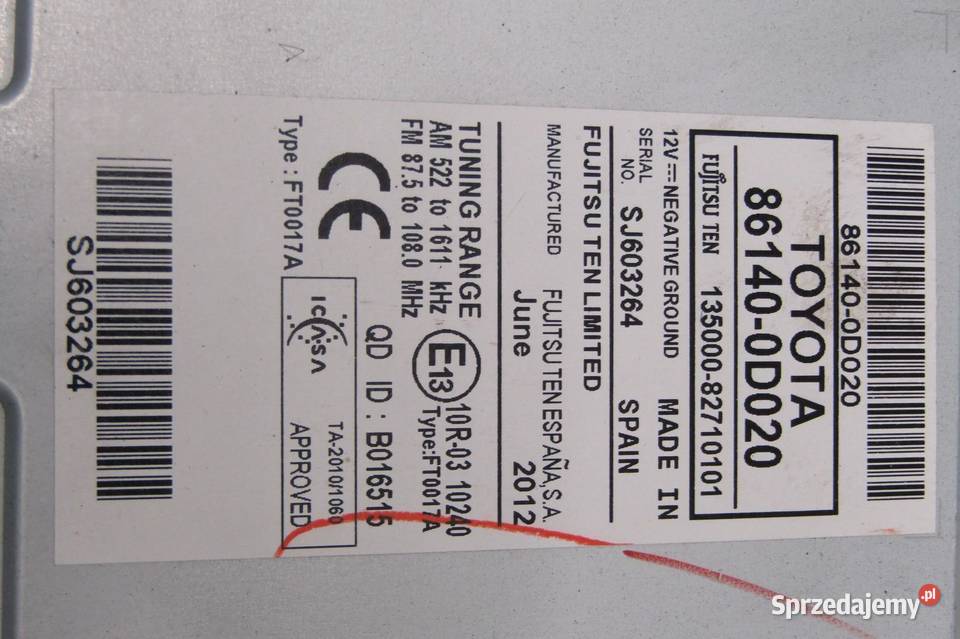 86140-0D020
TOYOTA
86140-0D020
FUJITSU TEN 135000-82710101
12V⎓NEGATIVE GROUND MADE IN
SERIAL NO. SJ603264 SPAIN
FUJITSU TEN LIMITED
MANUFACTURED FUJITSU TEN ESPAÑA,S.A.
June 2012
TUNING RANGE
AM 522 to 1611 kHz
FM 87.5 to 108.0 MHz
E13
10R-03 10240
Type:FT0017A
CE
QD ID : B016515
ICASA
TA-2010/1060
APPROVED
Type : FT0017A
SJ603264
Sprzedajemy.pl